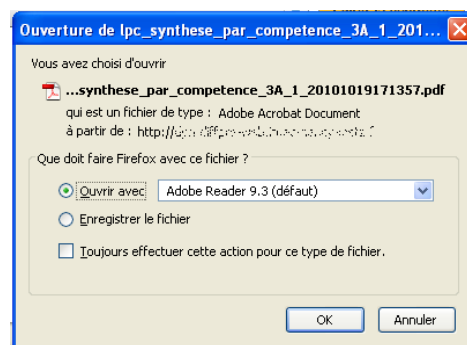 Ouverture de lpc_synthese_par_competence_3A_1_201...
Vous avez choisi d'ouvrir
...synthese_par_competence_3A_1_20101019171357.pdf
qui est un fichier de type : Adobe Acrobat Document
à partir de : http://
Que doit faire Firefox avec ce fichier ?
Ouvrir avec Adobe Reader 9.3 (défaut)
Enregistrer le fichier
Toujours effectuer cette action pour ce type de fichier.
OK Annuler